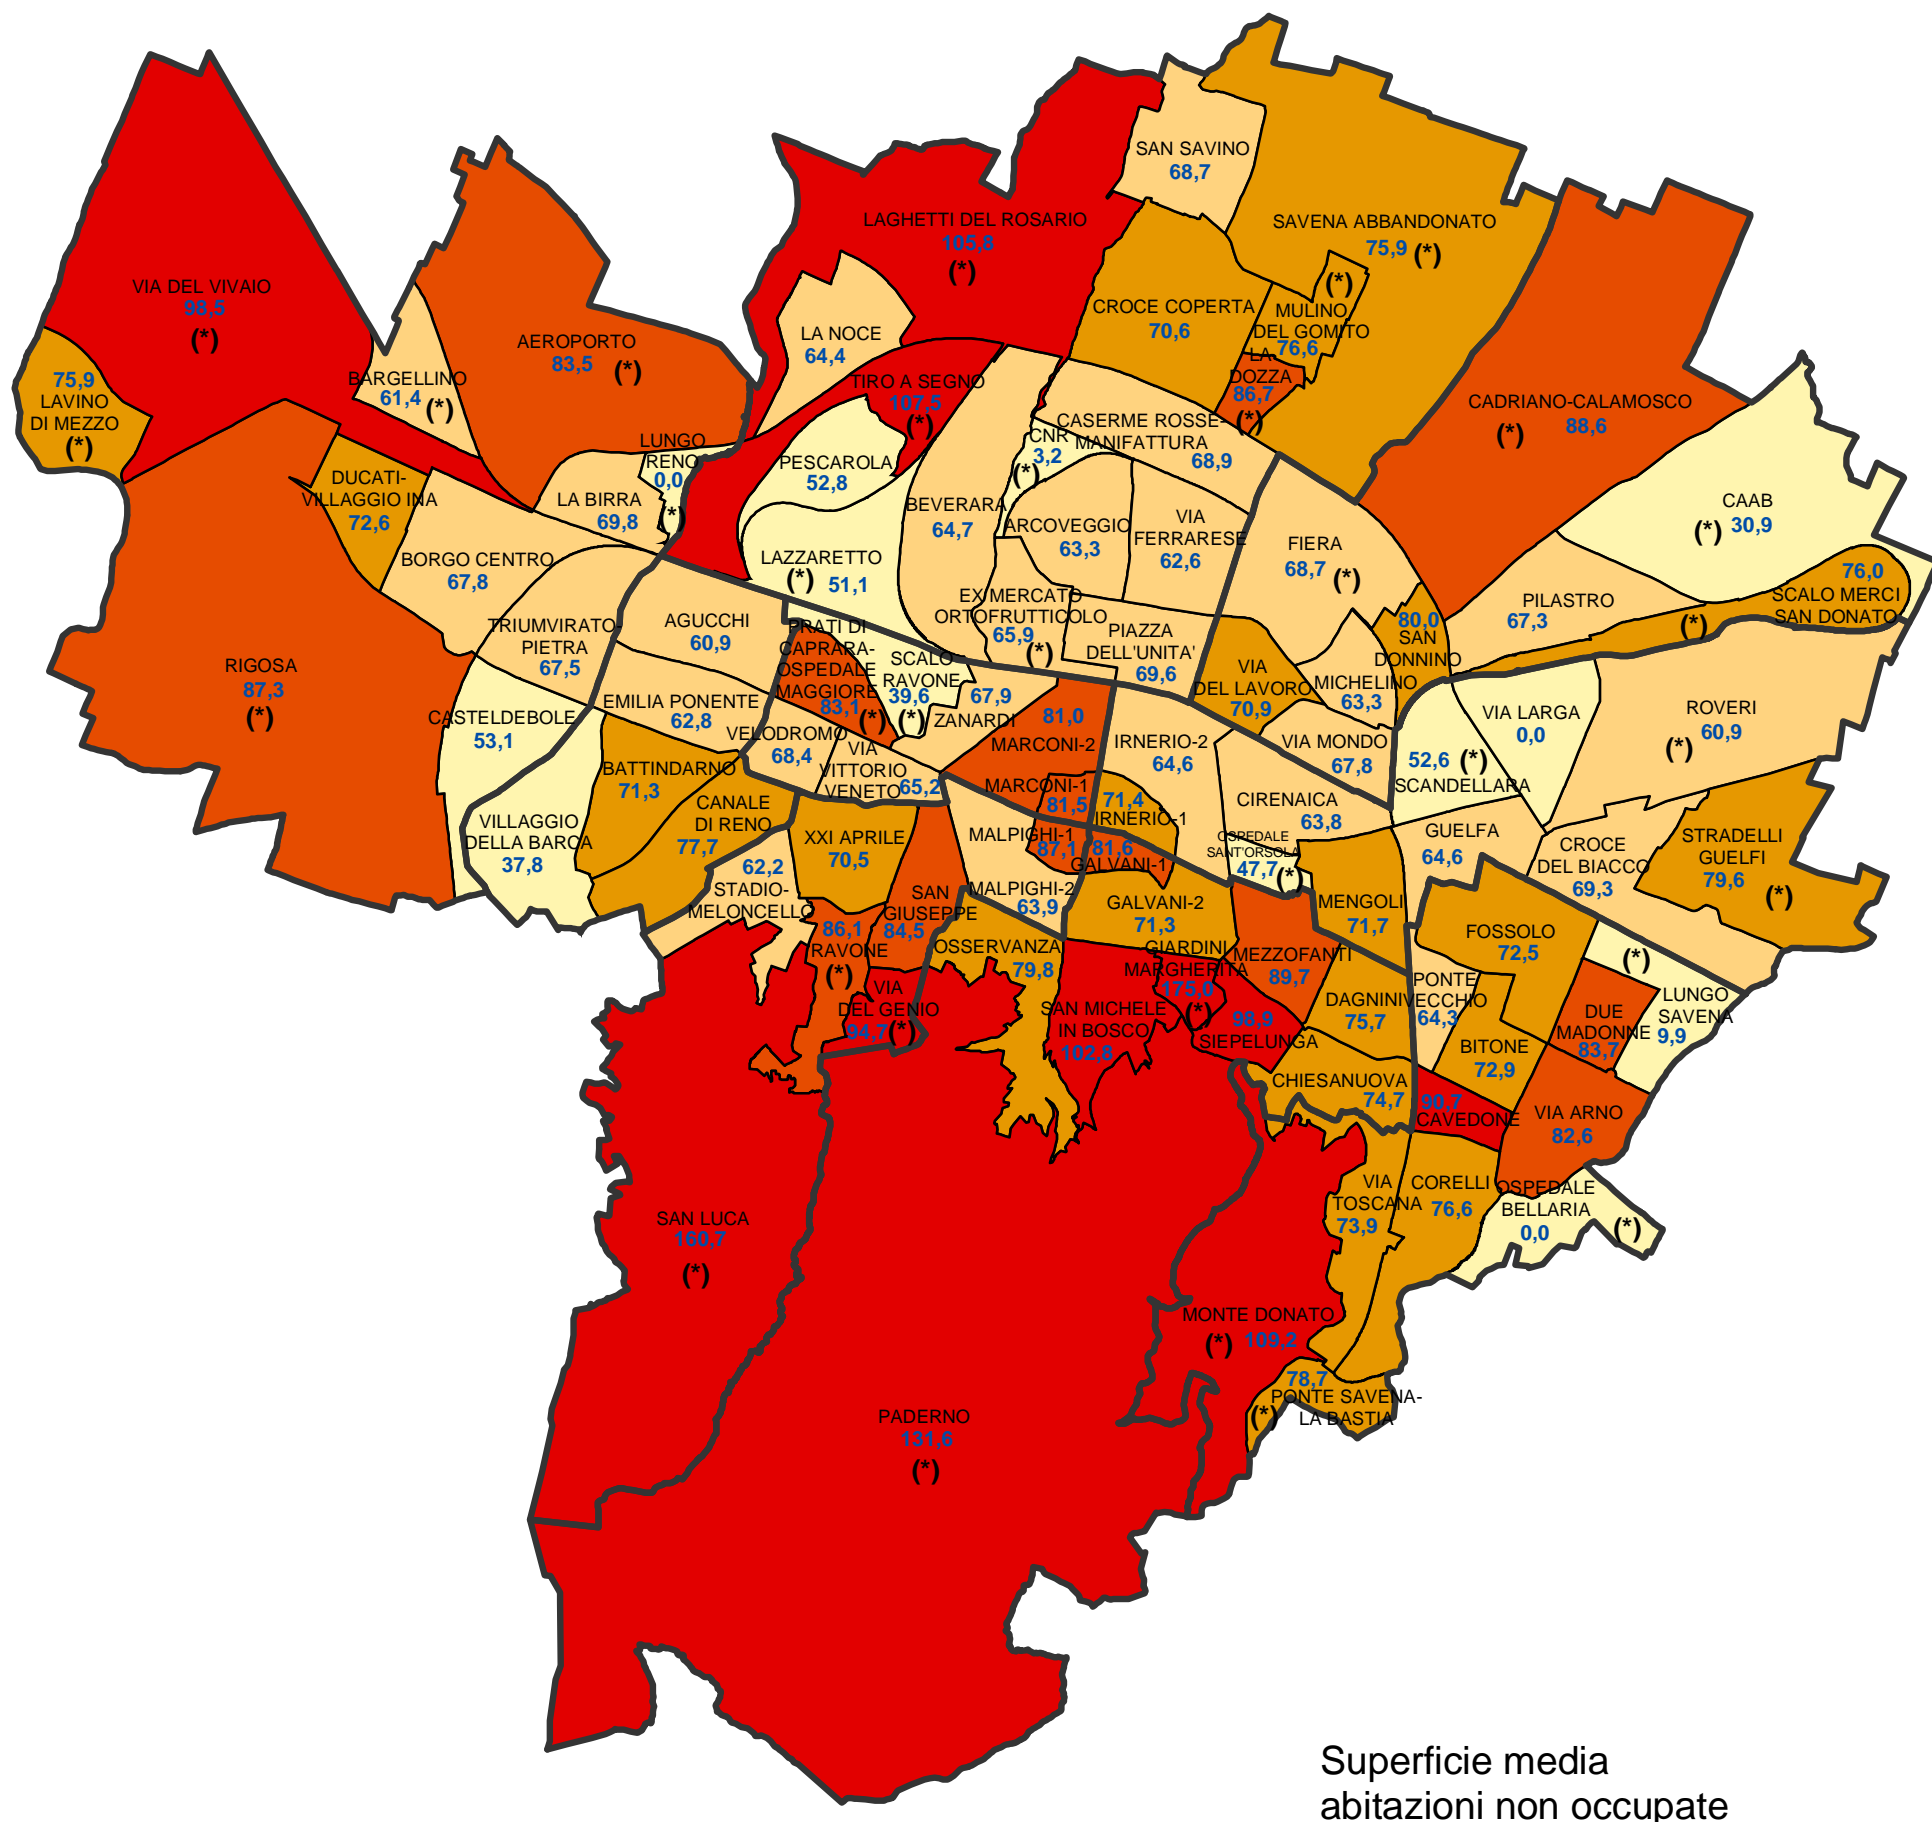 SAN SAVINO
68,7
LAGHETTI DEL ROSARIO
105,8
(*)
SAVENA ABBANDONATO
75,9 (*)
VIA DEL VIVAIO
98,5
(*)
AEROPORTO
83,5 (*)
LA NOCE
64,4
CROCE COPERTA
70,6
(*)
MULINO
DEL GOMITO
76,6
LA
DOZZA
86,7
(*)
75,9
LAVINO
DI MEZZO
(*)
BARGELLINO
61,4 (*)
TIRO A SEGNO
107,5
(*)
CADRIANO-CALAMOSCO
(*) 88,6
CASERME ROSSE-
MANIFATTURA
68,9
CNR
3,2
(*)
LUNGO
RENO
0,0
(*)
PESCAROLA
52,8
DUCATI-
VILLAGGIO INA
72,6
LA BIRRA
69,8
BEVERARA
64,7
ARCOVEGGIO
63,3
VIA
FERRARESE
62,6
FIERA
68,7 (*)
CAAB
(*) 30,9
BORGO CENTRO
67,8
LAZZARETTO
(*) 51,1
EX MERCATO
ORTOFRUTTICOLO
65,9
(*)
76,0
SCALO MERCI
SAN DONATO
(*)
PILASTRO
67,3
TRIUMVIRATO-
PIETRA
67,5
AGUCCHI
60,9
PRATI DI
CAPRARA-
OSPEDALE
MAGGIORE
83,1 (*)
SCALO
RAVONE
39,6
(*)
PIAZZA
DELL'UNITA'
69,6
80,0
SAN
DONNINO
VIA
DEL LAVORO
70,9
MICHELINO
63,3
RIGOSA
87,3
(*)
CASTELDEBOLE
53,1
EMILIA PONENTE
62,8
67,9
ZANARDI
81,0
MARCONI-2
VIA LARGA
0,0
ROVERI
(*) 60,9
VELODROMO
68,4
VIA
VITTORIO
VENETO
65,2
IRNERIO-2
64,6
VIA MONDO
67,8
52,6 (*)
SCANDELLARA
BATTINDARNO
71,3
MARCONI-1
81,5
71,4
IRNERIO-1
CIRENAICA
63,8
CANALE
DI RENO
77,7
VILLAGGIO
DELLA BARCA
37,8
XXI APRILE
70,5
MALPIGHI-1
87,1
81,6
GALVANI-1
OSPEDALE
SANT'ORSOLA
47,7
(*)
GUELFA
64,6
CROCE
DEL BIACCO
69,3
STRADELLI
GUELFI
79,6
(*)
62,2
STADIO-
MELONCELLO
SAN
GIUSEPPE
84,5
MALPIGHI-2
63,9
GALVANI-2
71,3
MENGOLI
71,7
86,1
RAVONE
(*)
OSSERVANZA
79,8
GIARDINI
MARGHERITA
175,0
(*)
MEZZOFANTI
89,7
FOSSOLO
72,5
(*)
VIA
DEL GENIO
94,7 (*)
SAN MICHELE
IN BOSCO
102,8
98,9
SIEPELUNGA
DAGNINI
75,7
PONTE
VECCHIO
64,3
LUNGO
SAVENA
9,9
DUE
MADONNE
83,7
BITONE
72,9
CHIESANUOVA
74,7
90,7
CAVEDONE
VIA ARNO
82,6
VIA
TOSCANA
73,9
CORELLI
76,6
OSPEDALE
BELLARIA
0,0
(*)
SAN LUCA
160,7
(*)
MONTE DONATO
(*) 109,2
78,7
PONTE SAVENA-
LA BASTIA
(*)
PADERNO
131,6
(*)
Superficie media
abitazioni non occupate